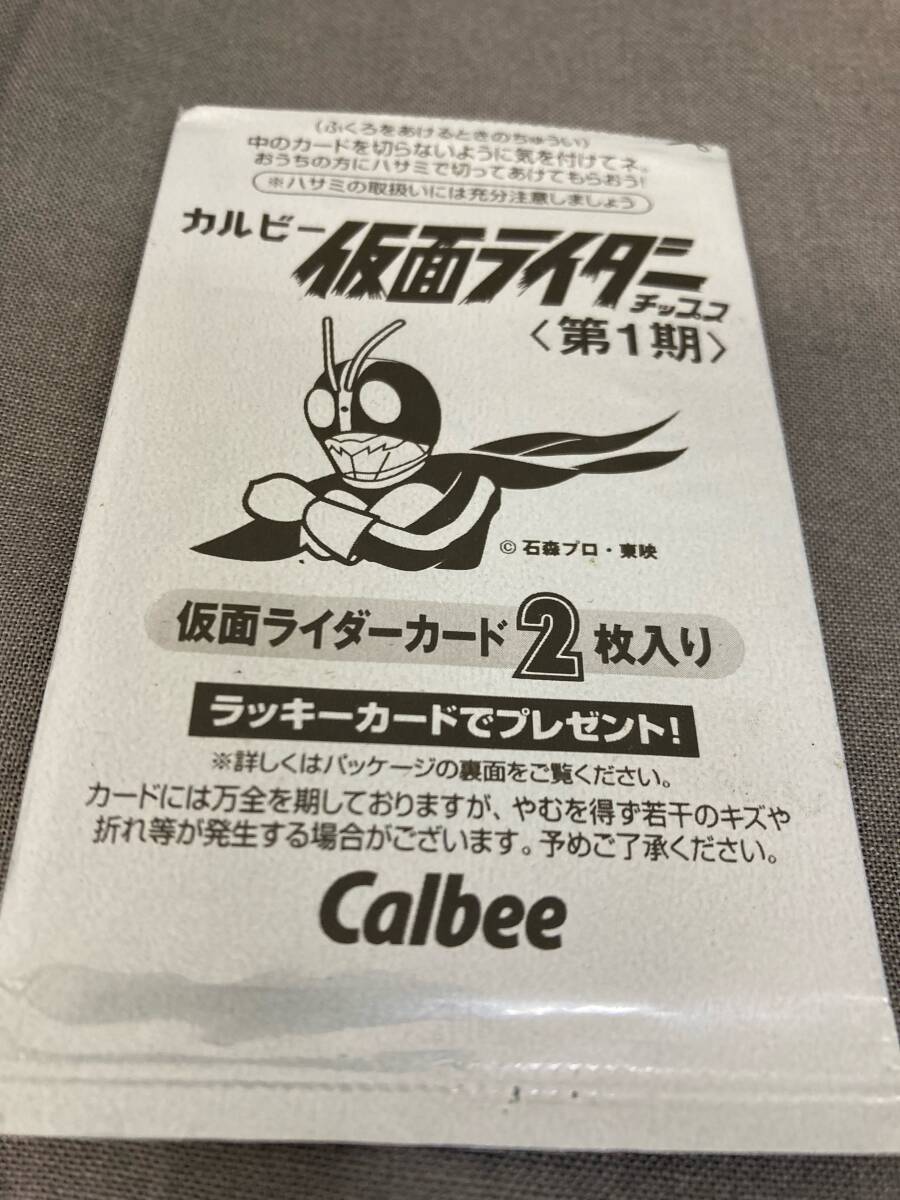 （ふくろをあけるときのちゅうい）
中のカードを切らないように気を付けてネ。
おうちの方にハサミで切ってあけてもらおう!
※ハサミの取扱いには充分注意しましょう
カルビー 仮面ライダー
チップス
〈第1期〉
© 石森プロ・東映
仮面ライダーカード2枚入り
ラッキーカードでプレゼント!
※詳しくはパッケージの裏面をご覧ください。
カードには万全を期しておりますが、やむを得ず若干のキズや
折れ等が発生する場合がございます。予めご了承ください。
Calbee